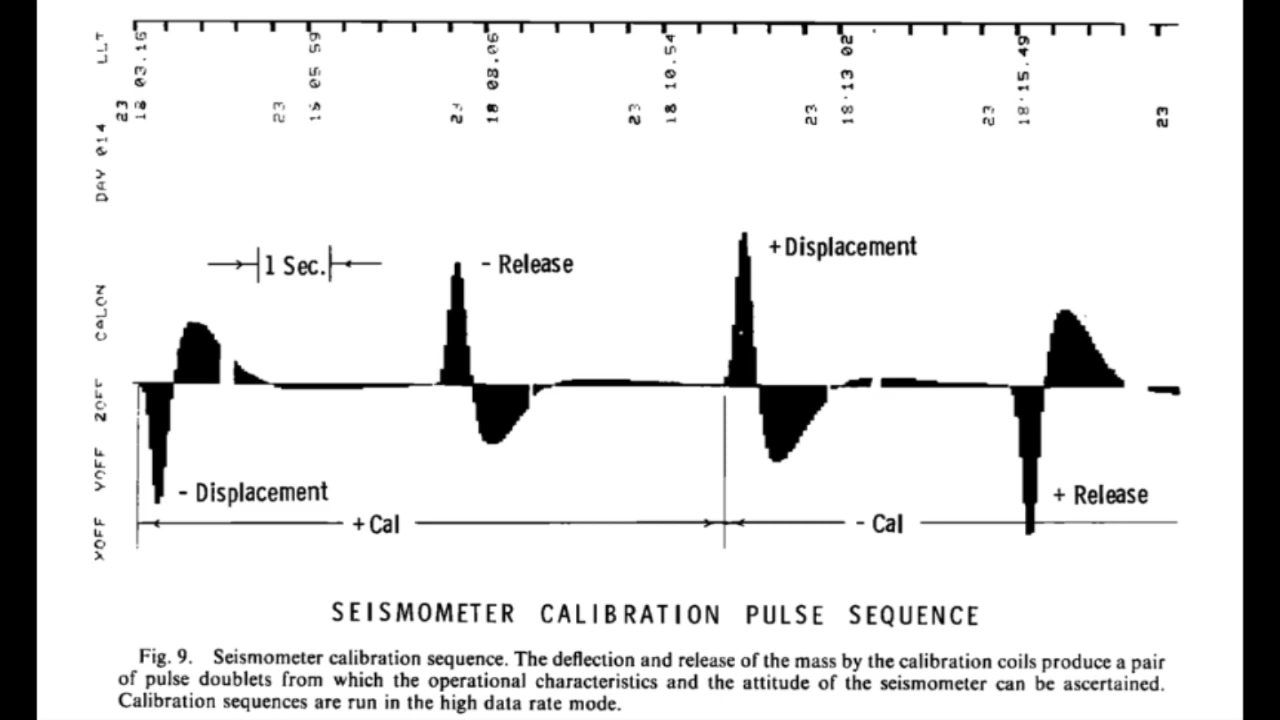 LLT
23 18 03.16
23 16 05 59
23 18 08.06
23 18 10.54
23 18:13 02
23 18:15.49
23
DAY 014
XOFF YOFF ZOFF CALON
1 Sec.
- Release
+ Displacement
- Displacement
+ Release
+ Cal
- Cal
SEISMOMETER CALIBRATION PULSE SEQUENCE
Fig. 9. Seismometer calibration sequence. The deflection and release of the mass by the calibration coils produce a pair
of pulse doublets from which the operational characteristics and the attitude of the seismometer can be ascertained.
Calibration sequences are run in the high data rate mode.